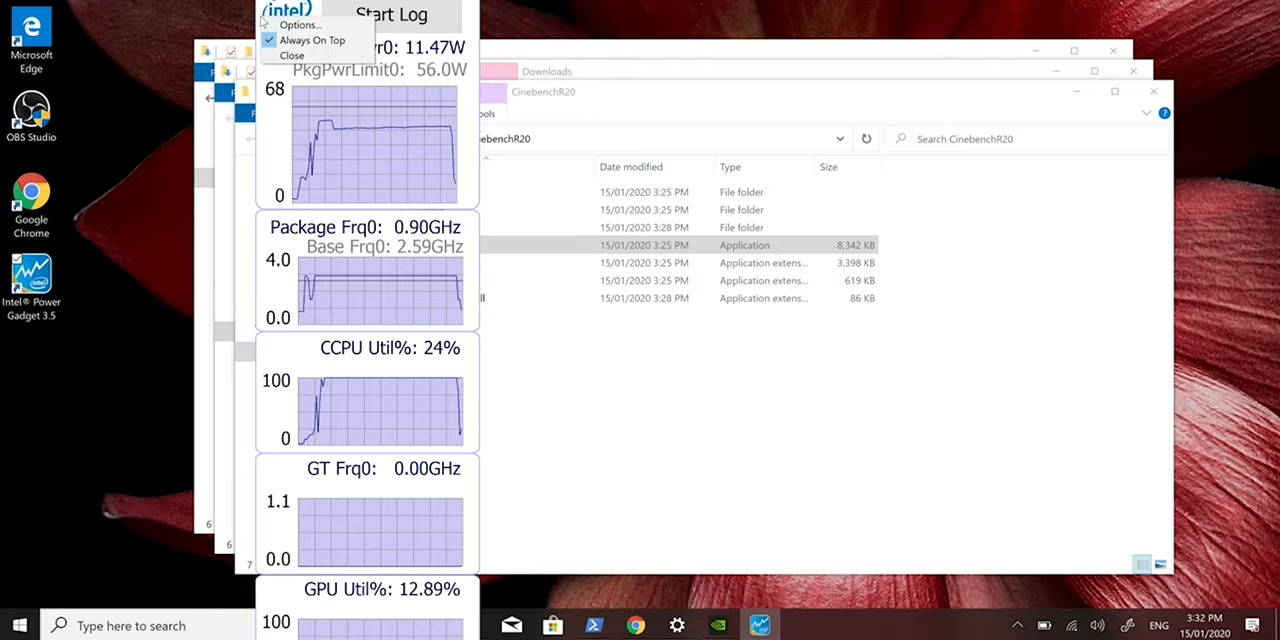 Microsoft
Edge
OBS Studio
Google
Chrome
Intel® Power
Gadget 3.5
(intel)
Start Log
Options...
Always On Top
Close
wr0: 11.47W
PkgPwrLimit0: 56.0W
68
0
Package Frq0: 0.90GHz
Base Frq0: 2.59GHz
4.0
0.0
CCPU Util%: 24%
100
0
GT Frq0: 0.00GHz
1.1
0.0
GPU Util%: 12.89%
100
Downloads
CinebenchR20
ools
nebenchR20
Search CinebenchR20
Date modified Type Size
15/01/2020 3:25 PM File folder
15/01/2020 3:25 PM File folder
15/01/2020 3:28 PM File folder
15/01/2020 3:25 PM Application 8,342 KB
15/01/2020 3:25 PM Application extens... 3,398 KB
15/01/2020 3:25 PM Application extens... 619 KB
ll 15/01/2020 3:28 PM Application extens... 86 KB
6
6
7
Type here to search
ENG
3:32 PM
15/01/2020